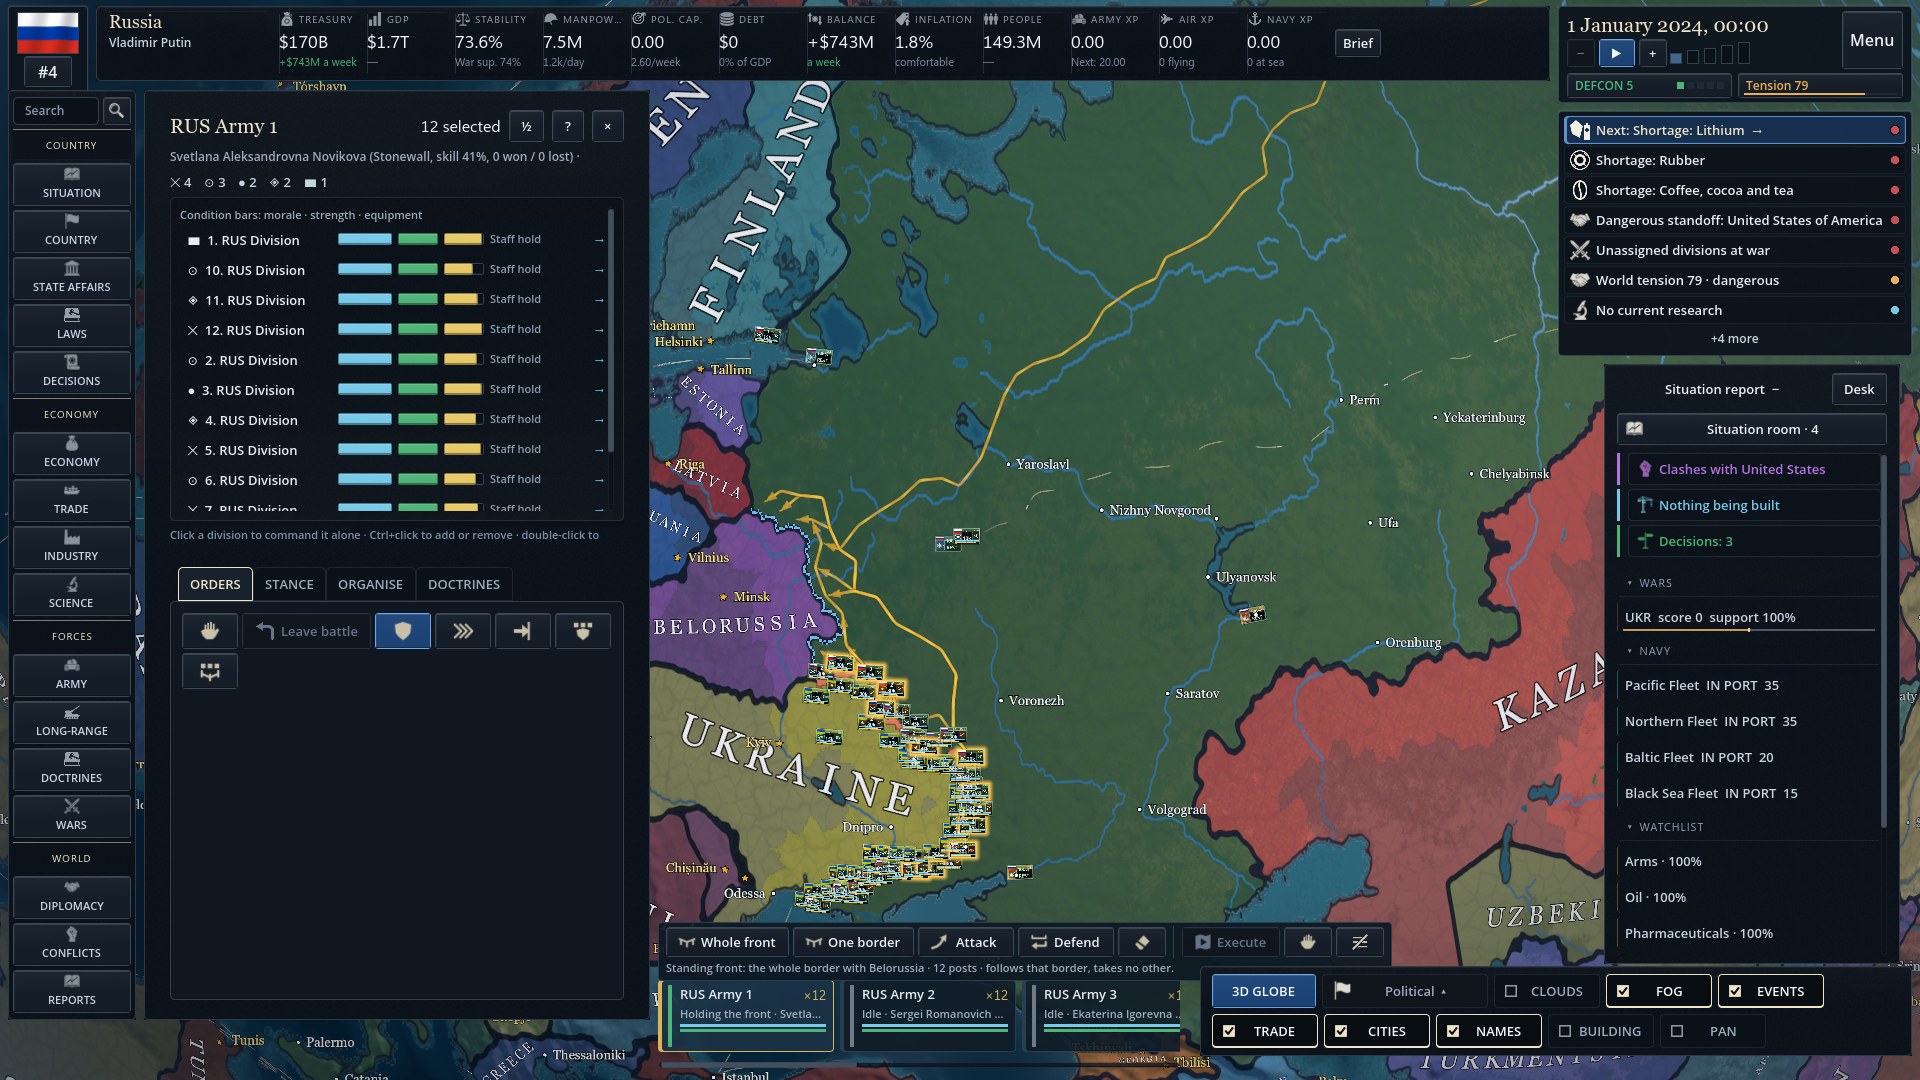 Russia
Vladimir Putin
#4
TREASURY
$170B
+$743M a week
GDP
$1.7T
—
STABILITY
73.6%
War sup. 74%
MANPOW...
7.5M
1.2k/day
POL. CAP.
0.00
2.60/week
DEBT
$0
0% of GDP
BALANCE
+$743M
a week
INFLATION
1.8%
comfortable
PEOPLE
149.3M
—
ARMY XP
0.00
Next: 20.00
AIR XP
0.00
0 flying
NAVY XP
0.00
0 at sea
Brief
1 January 2024, 00:00
DEFCON 5
Tension 79
Menu
Search
COUNTRY
SITUATION
COUNTRY
STATE AFFAIRS
LAWS
DECISIONS
ECONOMY
ECONOMY
TRADE
INDUSTRY
SCIENCE
FORCES
ARMY
LONG-RANGE
DOCTRINES
WARS
WORLD
DIPLOMACY
CONFLICTS
REPORTS
RUS Army 1
12 selected
½
?
×
Svetlana Aleksandrovna Novikova (Stonewall, skill 41%, 0 won / 0 lost) ·
4 3 2 2 1
Condition bars: morale · strength · equipment
1. RUS Division Staff hold →
10. RUS Division Staff hold →
11. RUS Division Staff hold →
12. RUS Division Staff hold →
2. RUS Division Staff hold →
3. RUS Division Staff hold →
4. RUS Division Staff hold →
5. RUS Division Staff hold →
6. RUS Division Staff hold →
7. RUS Division Staff hold
Click a division to command it alone · Ctrl+click to add or remove · double-click to
ORDERS
STANCE
ORGANISE
DOCTRINES
Leave battle
Tórshavn
FINLAND
Helsinki
Tallinn
ESTONIA
Riga
LATVIA
UANIA
Vilnius
Minsk
BELORUSSIA
UKRAINE
Kyiv
Dnipro
Chișinău
Odessa
Yaroslavl
Nizhny Novgorod
Perm
Yekaterinburg
Chelyabinsk
Ufa
Ulyanovsk
Orenburg
Saratov
Voronezh
Volgograd
KAZA
UZBEKI
Tunis
Palermo
Catania
GREECE
Thessaloniki
Istanbul
Tbilisi
TURKMENIST
Next: Shortage: Lithium →
Shortage: Rubber
Shortage: Coffee, cocoa and tea
Dangerous standoff: United States of America
Unassigned divisions at war
World tension 79 · dangerous
No current research
+4 more
Situation report −
Desk
Situation room · 4
Clashes with United States
Nothing being built
Decisions: 3
WARS
UKR score 0 support 100%
NAVY
Pacific Fleet IN PORT 35
Northern Fleet IN PORT 35
Baltic Fleet IN PORT 20
Black Sea Fleet IN PORT 15
WATCHLIST
Arms · 100%
Oil · 100%
Pharmaceuticals · 100%
Whole front
One border
Attack
Defend
Execute
Standing front: the whole border with Belorussia · 12 posts · follows that border, takes no other.
RUS Army 1 ×12
Holding the front · Svetla...
RUS Army 2 ×12
Idle · Sergei Romanovich ...
RUS Army 3 ×1
Idle · Ekaterina Igorevna ...
3D GLOBE
Political
CLOUDS
FOG
EVENTS
TRADE
CITIES
NAMES
BUILDING
PAN